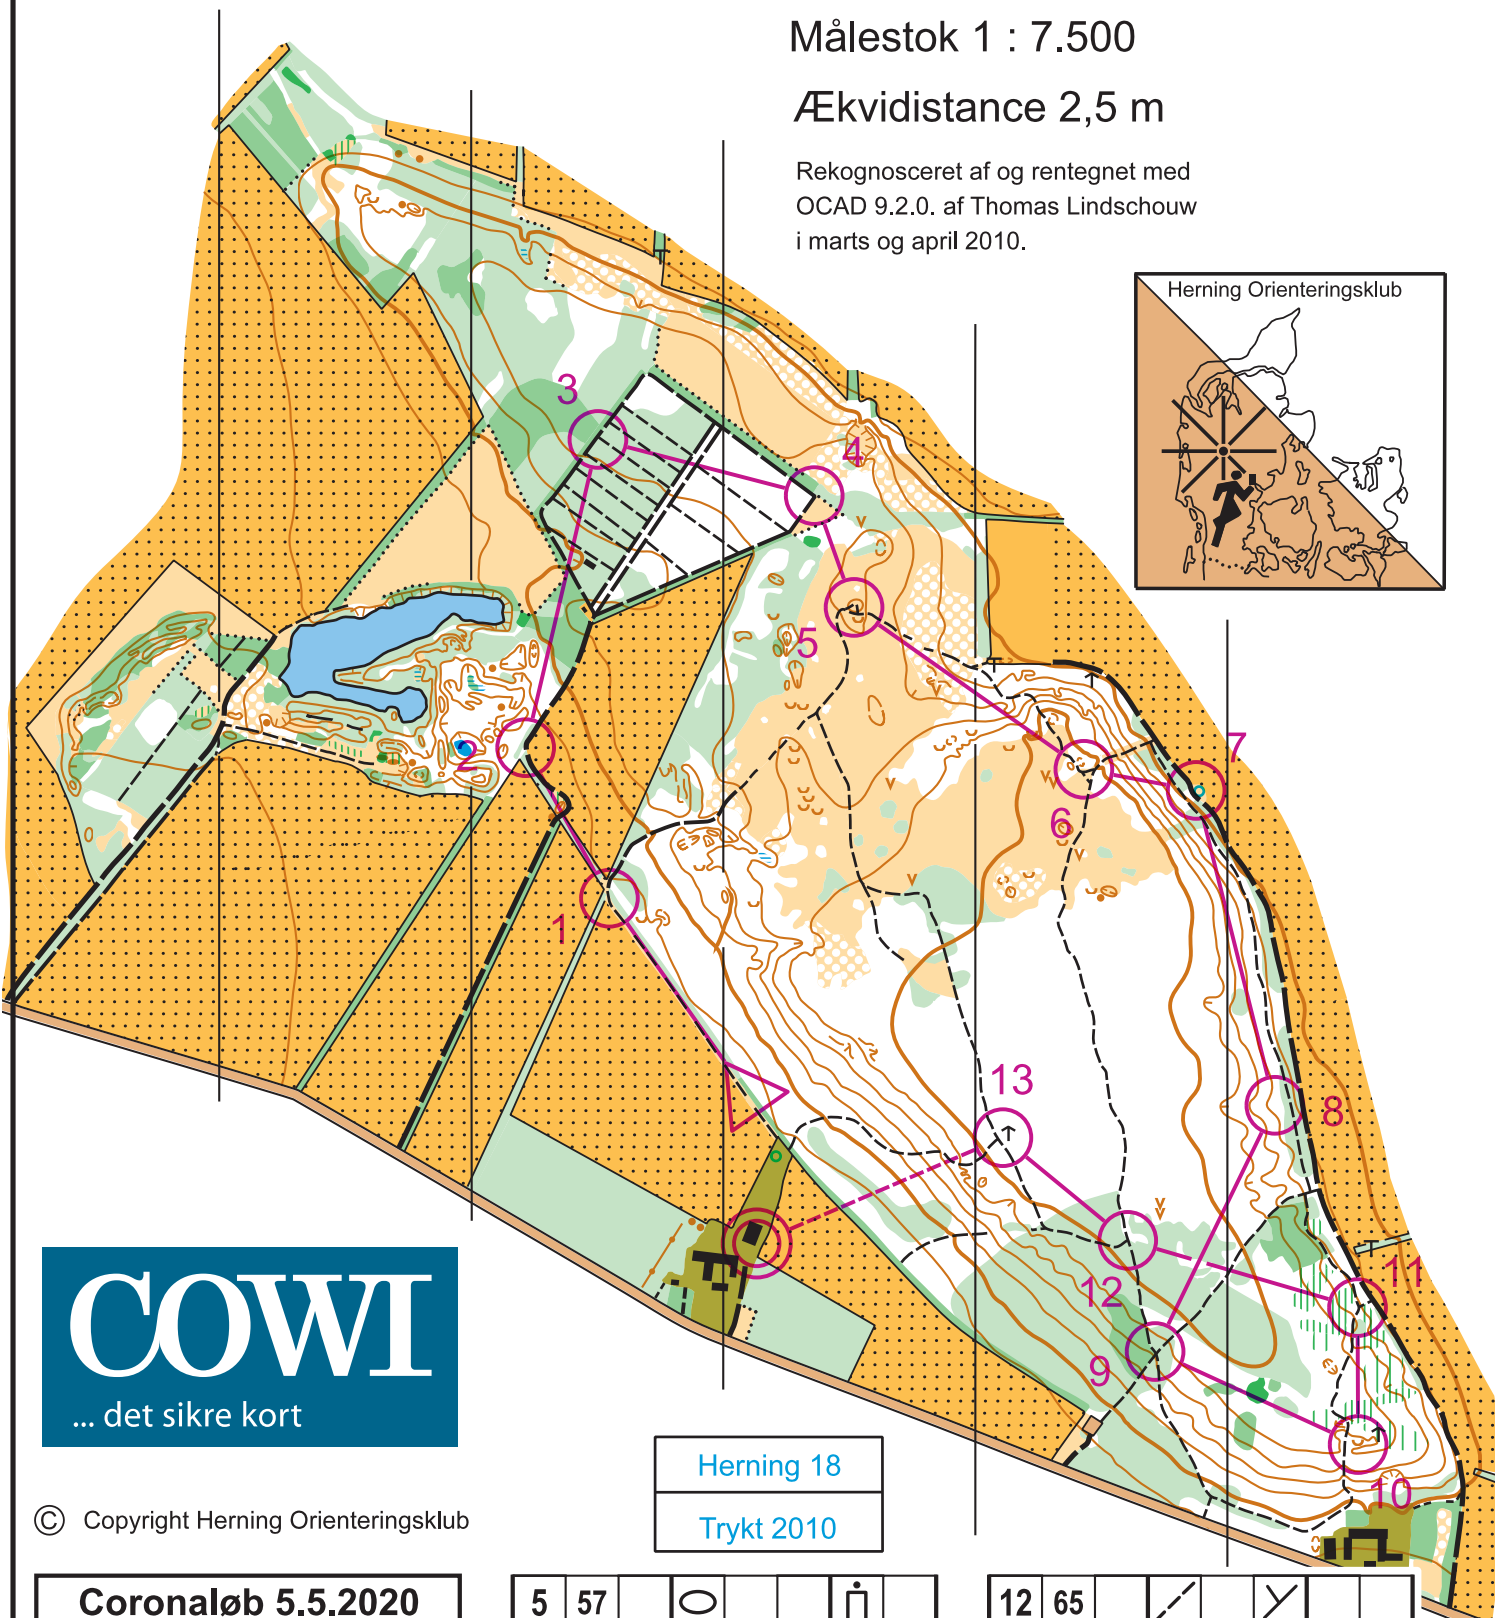 Målestok 1 : 7.500
Ækvidistance 2,5 m
Rekognosceret af og rentegnet med
OCAD 9.2.0. af Thomas Lindschouw
i marts og april 2010.
Herning Orienteringsklub
3
4
5
2
7
6
1
13
8
11
12
9
10
COWI
... det sikre kort
Herning 18
Trykt 2010
© Copyright Herning Orienteringsklub
Coronaløb 5.5.2020
5 57
12 65